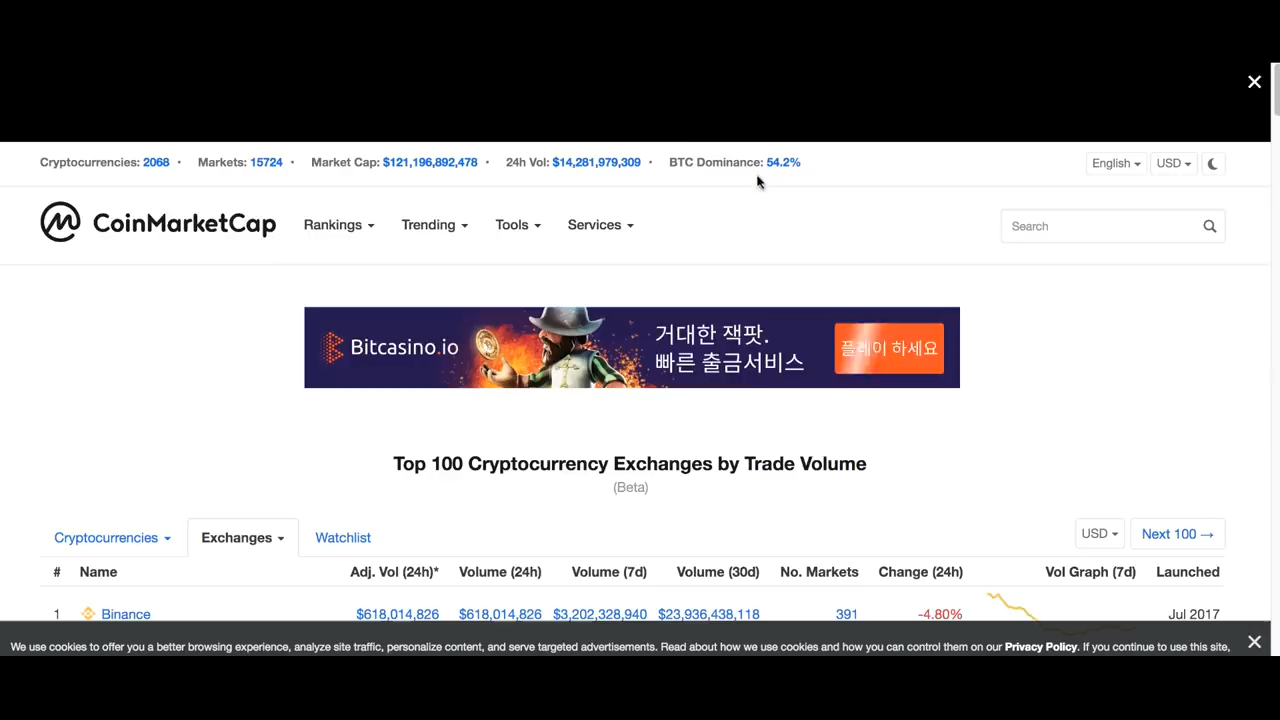 Cryptocurrencies: 2068 • Markets: 15724 • Market Cap: $121,196,892,478 • 24h Vol: $14,281,979,309 • BTC Dominance: 54.2% English USD
CoinMarketCap Rankings Trending Tools Services Search
Bitcasino.io
거대한 잭팟.
빠른 출금서비스
플레이 하세요
Top 100 Cryptocurrency Exchanges by Trade Volume
(Beta)
Cryptocurrencies Exchanges Watchlist USD Next 100 →
# Name Adj. Vol (24h)* Volume (24h) Volume (7d) Volume (30d) No. Markets Change (24h) Vol Graph (7d) Launched
1 Binance $618,014,826 $618,014,826 $3,202,328,940 $23,936,438,118 391 -4.80% Jul 2017
We use cookies to offer you a better browsing experience, analyze site traffic, personalize content, and serve targeted advertisements. Read about how we use cookies and how you can control them on our Privacy Policy. If you continue to use this site,